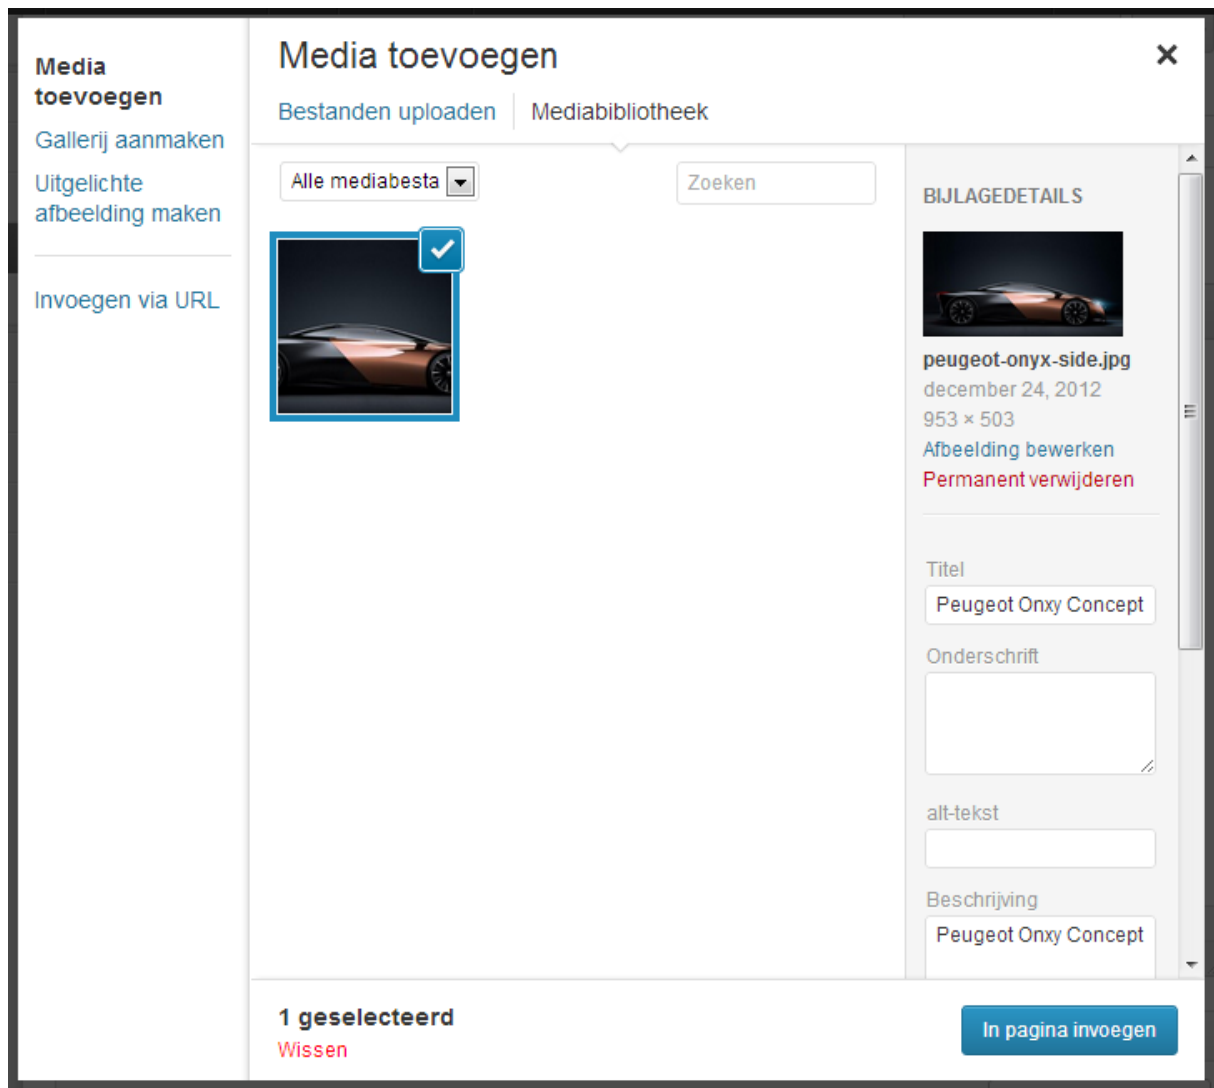 Media
toevoegen
Gallerij aanmaken
Uitgelichte
afbeelding maken
Invoegen via URL
Media toevoegen
Bestanden uploaden
Mediabibliotheek
Alle mediabesta
Zoeken
BIJLAGEDETAILS
peugeot-onyx-side.jpg
december 24, 2012
953 × 503
Afbeelding bewerken
Permanent verwijderen
Titel
Peugeot Onxy Concept
Onderschrift
alt-tekst
Beschrijving
Peugeot Onxy Concept
1 geselecteerd
Wissen
In pagina invoegen